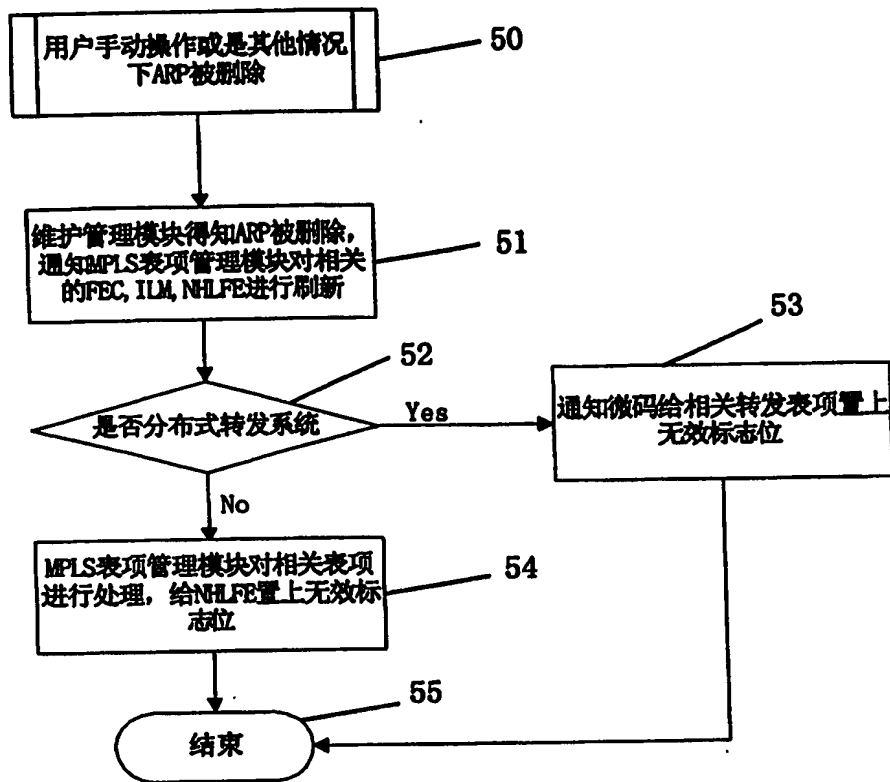 用户手动操作或是其他情况
下ARP被删除
50
维护管理模块得知ARP被删除,
通知MPLS表项管理模块对相关
的FEC, ILM, NHLFE进行刷新
51
是否分布式转发系统
52
Yes
通知微码给相关转发表项置上
无效标志位
53
No
MPLS表项管理模块对相关表项
进行处理, 给NHLFE置上无效标
志位
54
结束
55